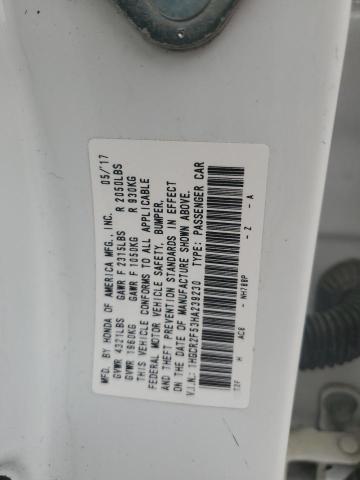 MFD. BY HONDA OF AMERICA MFG., INC. 05/17
GVWR 4321LBS GAWR F 2315LBS R 2050LBS
GVWR 1960KG GAWR F 1050KG R 930KG
THIS VEHICLE CONFORMS TO ALL APPLICABLE
FEDERAL MOTOR VEHICLE SAFETY, BUMPER,
AND THEFT PREVENTION STANDARDS IN EFFECT
ON THE DATE OF MANUFACTURE SHOWN ABOVE.
V.I.N.: 1HGCR2F53HA239230 TYPE: PASSENGER CAR
H AC8 NH788P - Z - A